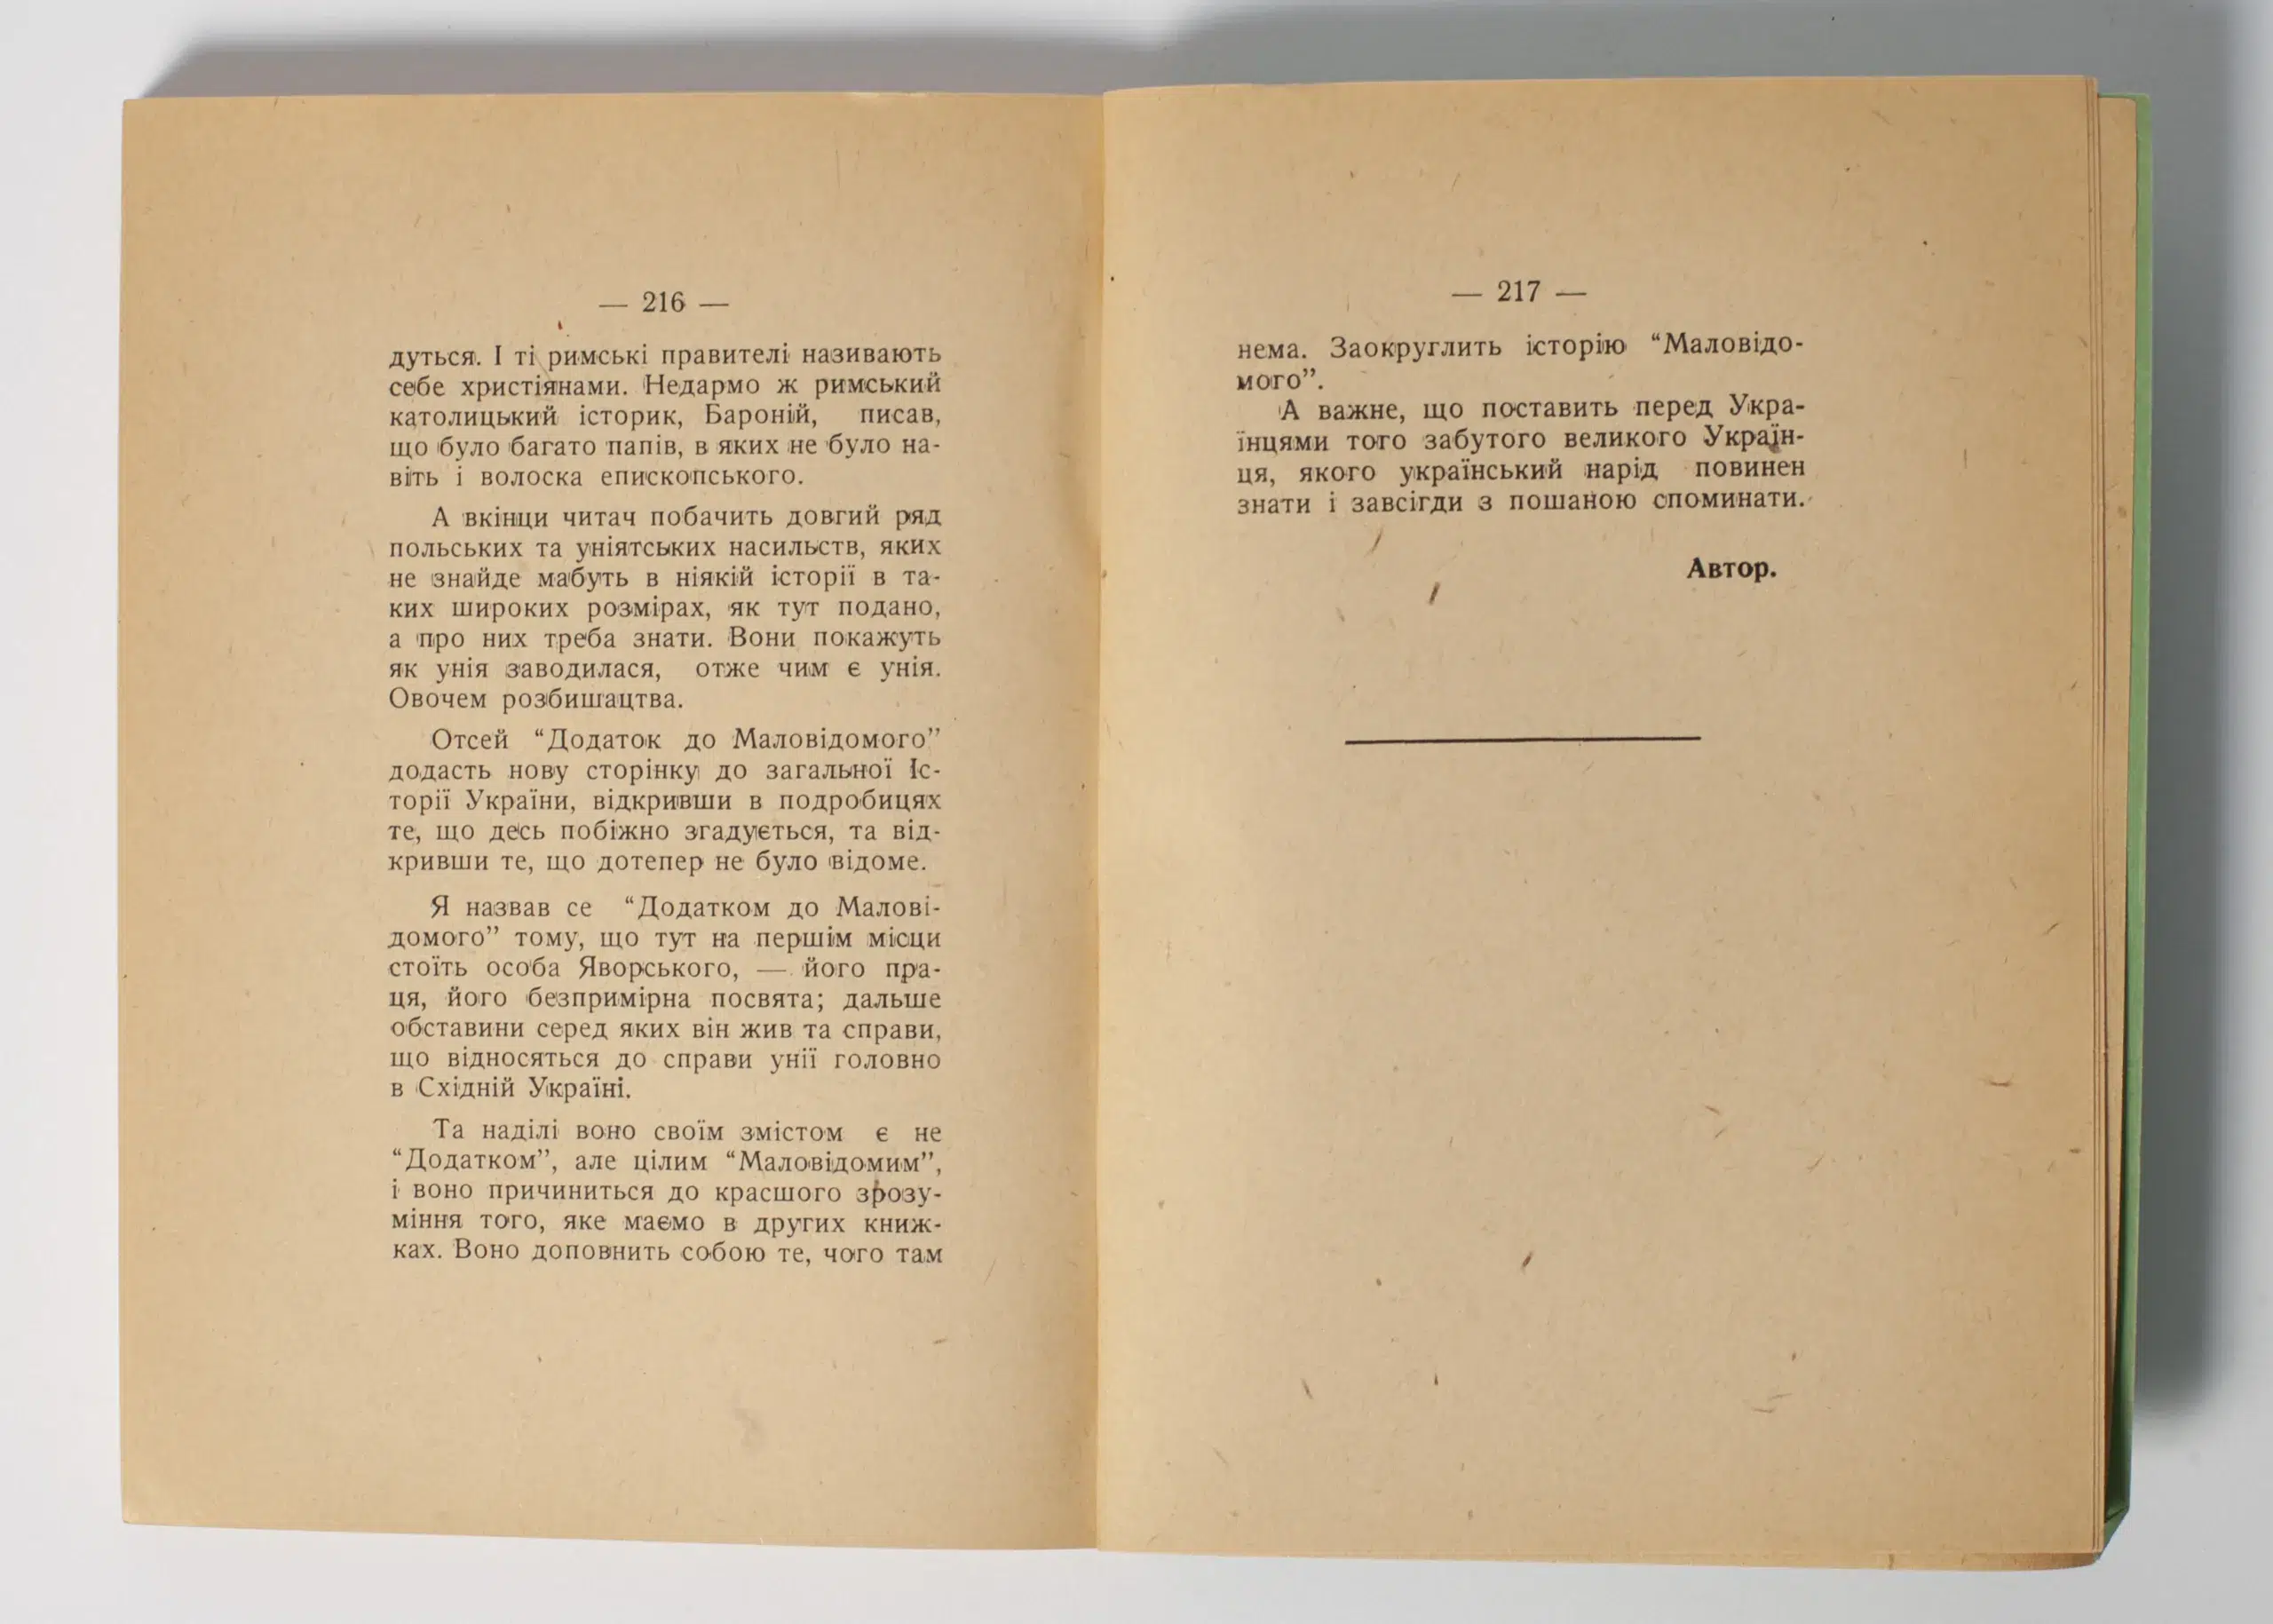 — 216 —
дуться. І ті римські правителі називають
себе христіянами. Недармо ж римський
католицький історик, Бароній, писав,
що було багато папів, в яких не було на-
віть і волоска епископського.
А вкінци читач побачить довгий ряд
польських та уніятських насильств, яких
не знайде мабуть в ніякій історії в та-
ких широких розмірах, як тут подано,
а про них треба знати. Вони покажуть
як унія заводилася, отже чим є унія.
Овочем розбишацтва.
Отсей “Додаток до Маловідомого”
додасть нову сторінку до загальної Іс-
торії України, відкривши в подробицях
те, що десь побіжно згадується, та від-
кривши те, що дотепер не було відоме.
Я назвав се “Додатком до Малові-
домого” тому, що тут на першім місци
стоїть особа Яворського, — його пра-
ця, його безпримірна посвята; дальше
обставини серед яких він жив та справи,
що відносяться до справи унії головно
в Східній Україні.
Та наділі воно своїм змістом є не
“Додатком”, але цілим “Маловідомим”,
і воно причиниться до красшого зрозу-
міння того, яке маємо в других книж-
ках. Воно доповнить собою те, чого там
— 217 —
нема. Заокруглить історію “Маловідо-
мого”.
А важне, що поставить перед Укра-
їнцями того забутого великого Україн-
ця, якого український нарід повинен
знати і завсігди з пошаною споминати.
Автор.